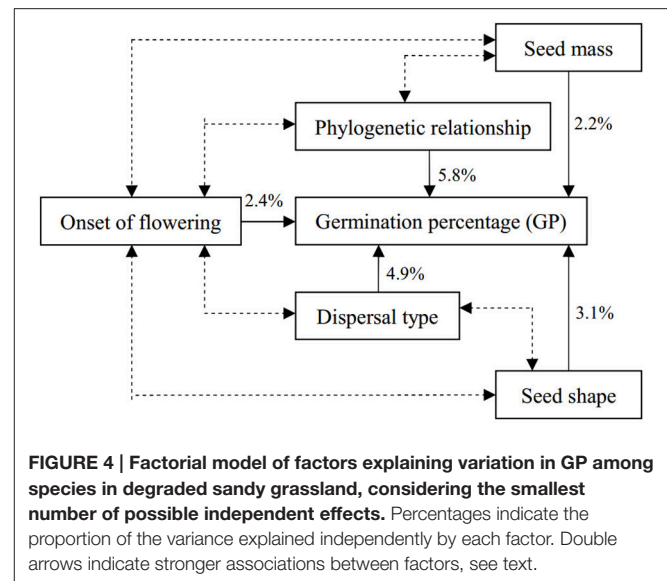 Seed mass
Phylogenetic relationship
2.2%
5.8%
2.4%
Onset of flowering
Germination percentage (GP)
4.9%
3.1%
Dispersal type
Seed shape
FIGURE 4 | Factorial model of factors explaining variation in GP among
species in degraded sandy grassland, considering the smallest
number of possible independent effects. Percentages indicate the
proportion of the variance explained independently by each factor. Double
arrows indicate stronger associations between factors, see text.